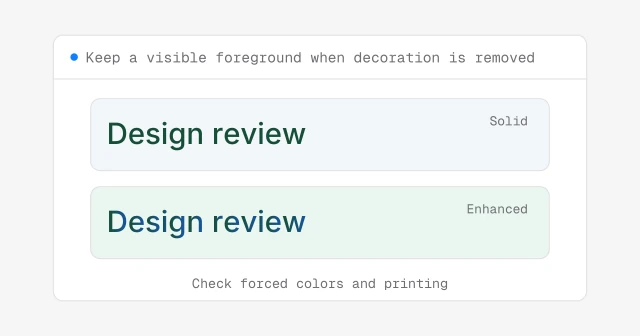 Keep a visible foreground when decoration is removed
Design review
Solid
Design review
Enhanced
Check forced colors and printing